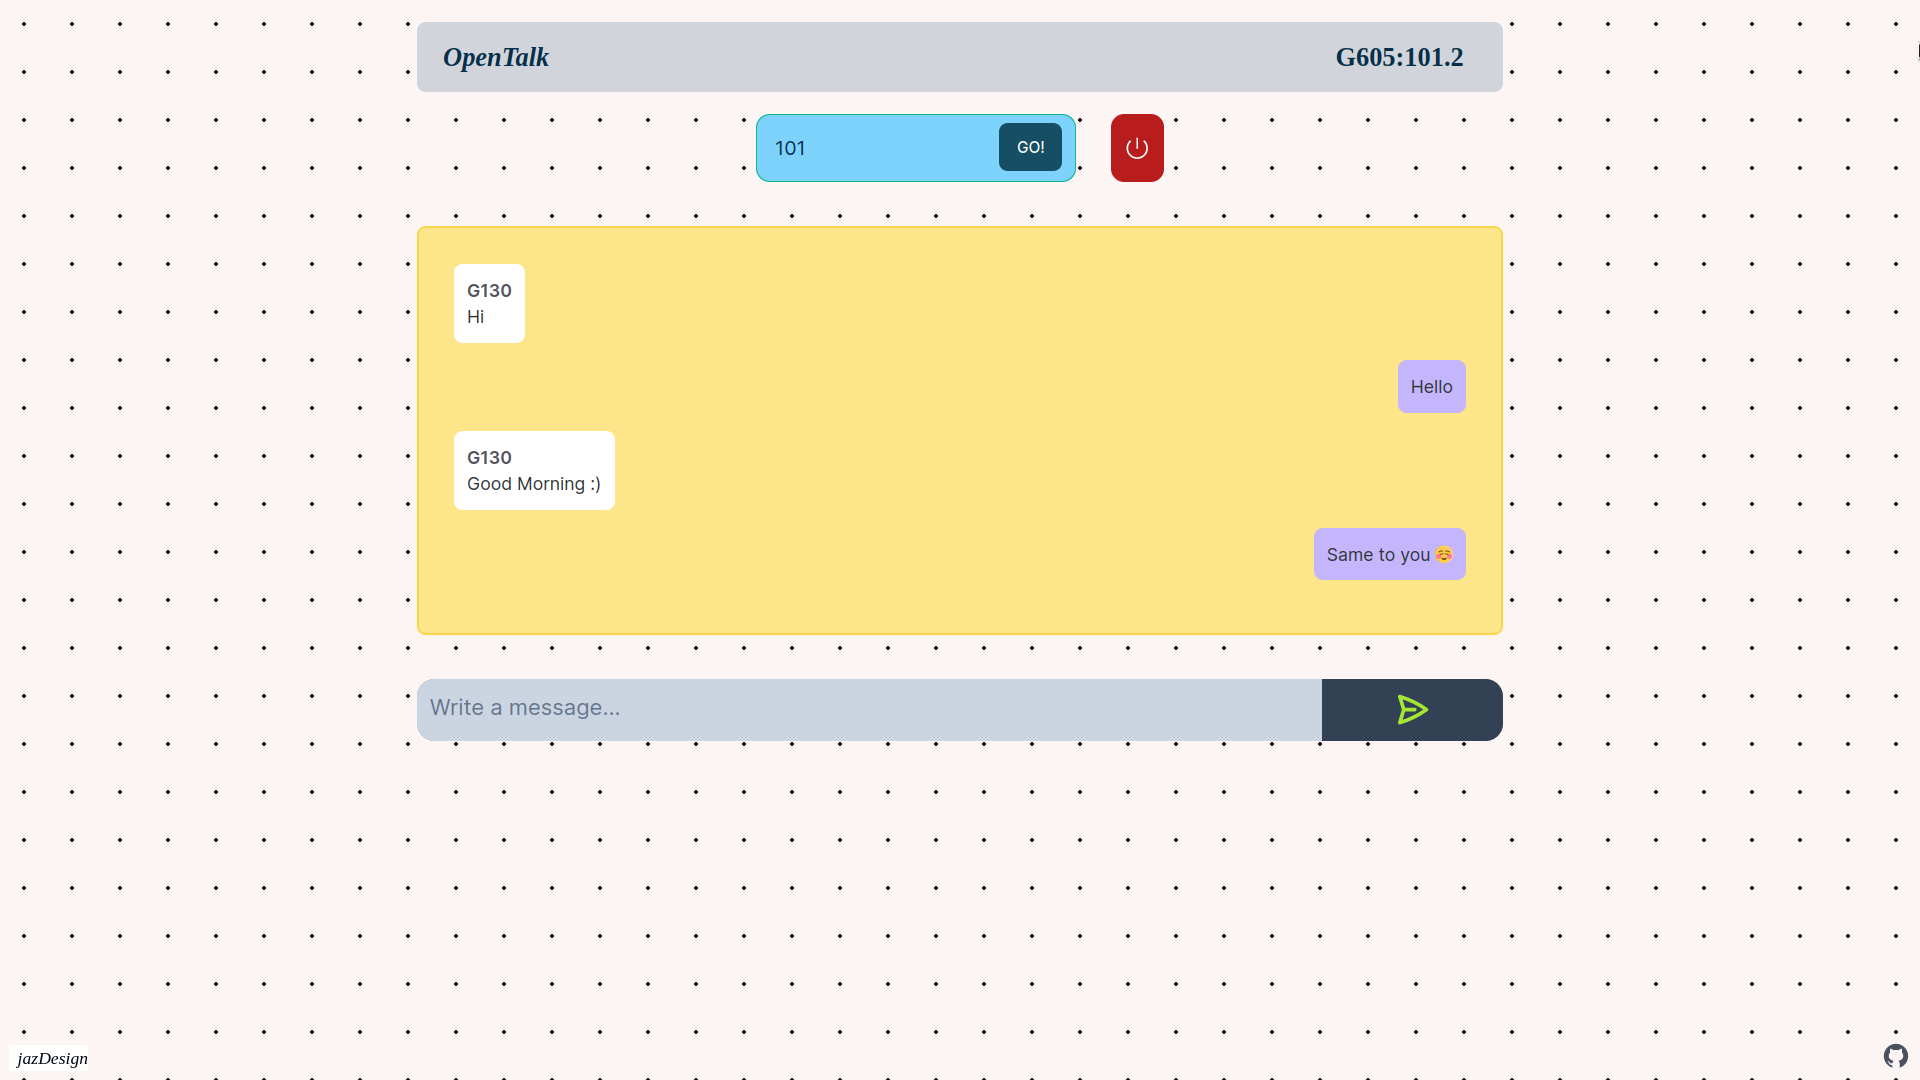 OpenTalk
G605:101.2
101
GO!
G130
Hi
Hello
G130
Good Morning :)
Same to you ☺️
Write a message...
jazDesign